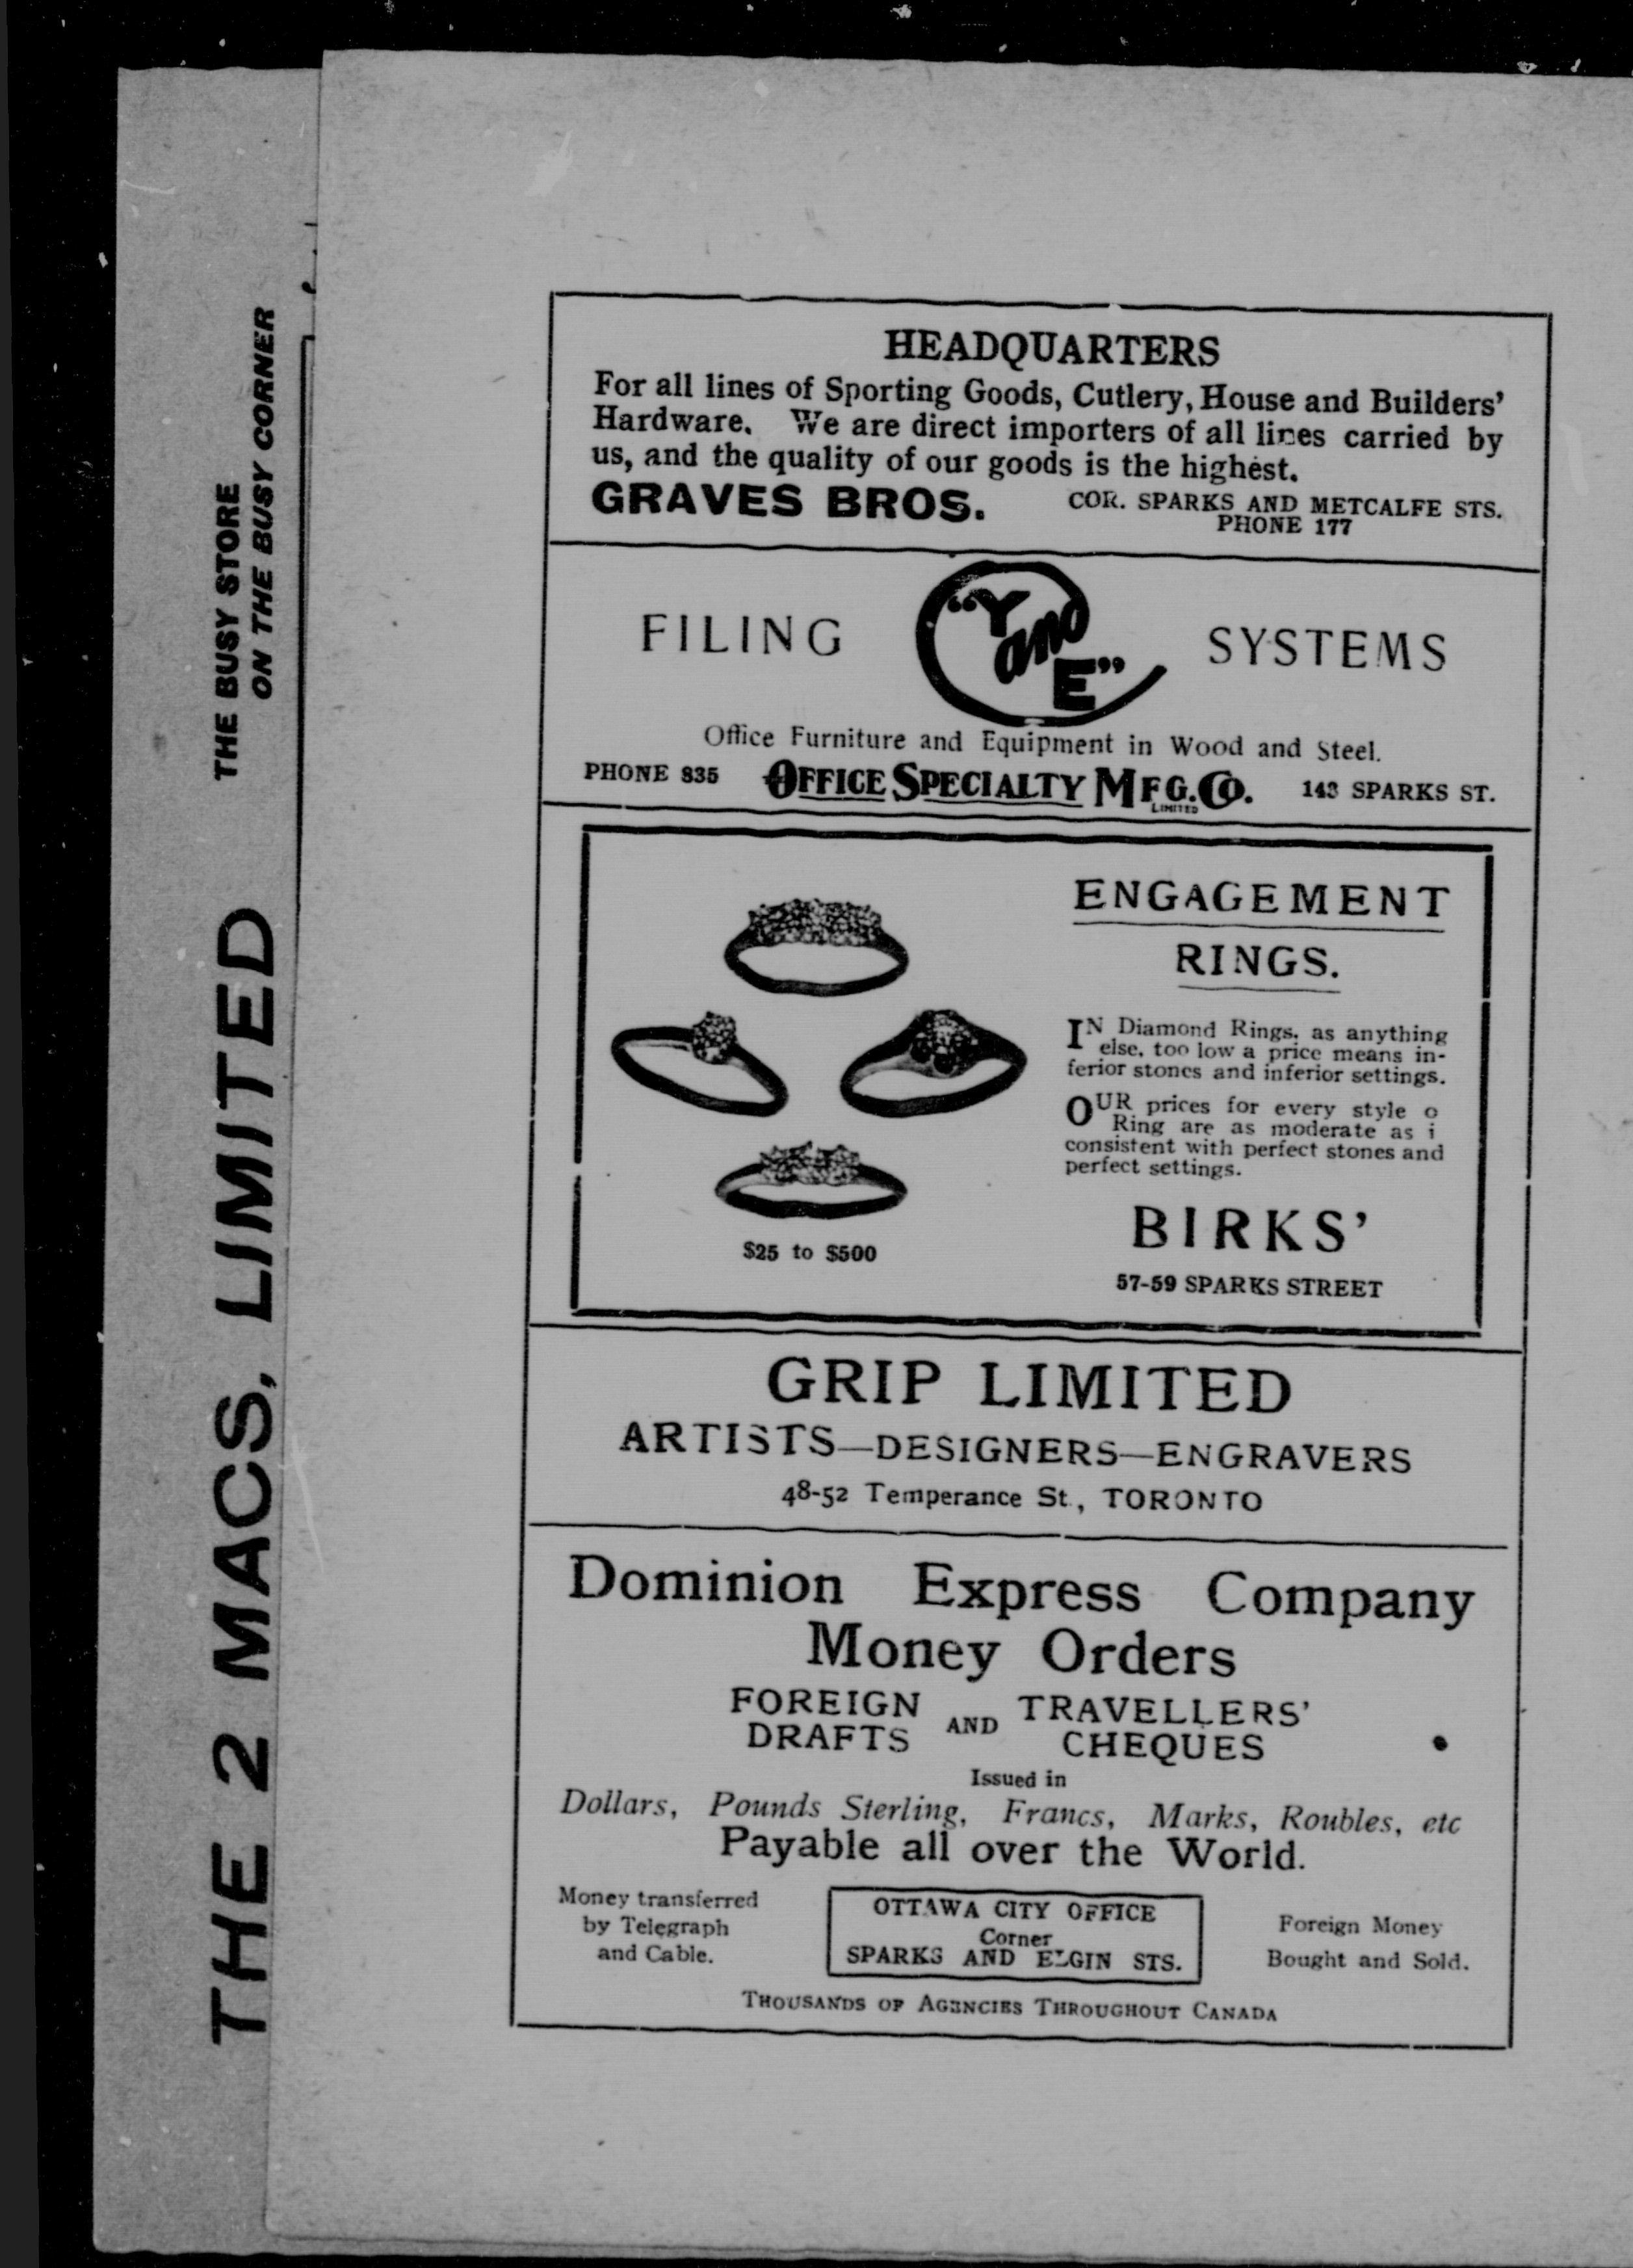 THE 2 MACS, LIMITED
THE BUSY STORE
ON THE BUSY CORNER
HEADQUARTERS
For all lines of Sporting Goods, Cutlery, House and Builders'
Hardware. We are direct importers of all lines carried by
us, and the quality of our goods is the highest.
GRAVES BROS.
COR. SPARKS AND METCALFE STS.
PHONE 177
FILING "Y and E" SYSTEMS
Office Furniture and Equipment in Wood and Steel.
PHONE 835 OFFICE SPECIALTY MFG. CO. LIMITED 143 SPARKS ST.
ENGAGEMENT
RINGS.
IN Diamond Rings, as anything
else, too low a price means in-
ferior stones and inferior settings.
OUR prices for every style o
Ring are as moderate as i
consistent with perfect stones and
perfect settings.
$25 to $500
BIRKS'
57-59 SPARKS STREET
GRIP LIMITED
ARTISTS—DESIGNERS—ENGRAVERS
48-52 Temperance St., TORONTO
Dominion Express Company
Money Orders
FOREIGN DRAFTS AND TRAVELLERS' CHEQUES
Issued in
Dollars, Pounds Sterling, Francs, Marks, Roubles, etc
Payable all over the World.
Money transferred
by Telegraph
and Cable.
OTTAWA CITY OFFICE
Corner
SPARKS AND ELGIN STS.
Foreign Money
Bought and Sold.
THOUSANDS OF AGENCIES THROUGHOUT CANADA